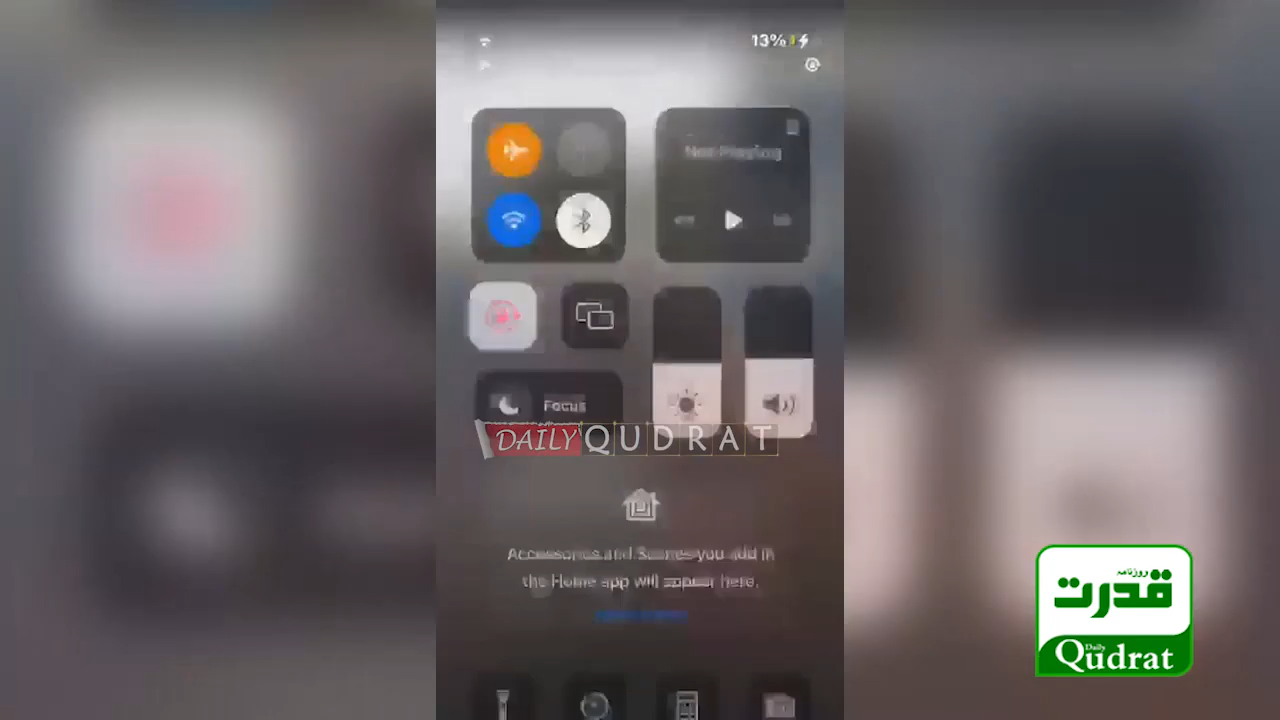 13%
Not Playing
Focus
DAILY QUDRAT
Accessories and Scenes you add in
the Home app will appear here.
روزنامہ
قدرت
Daily
Qudrat